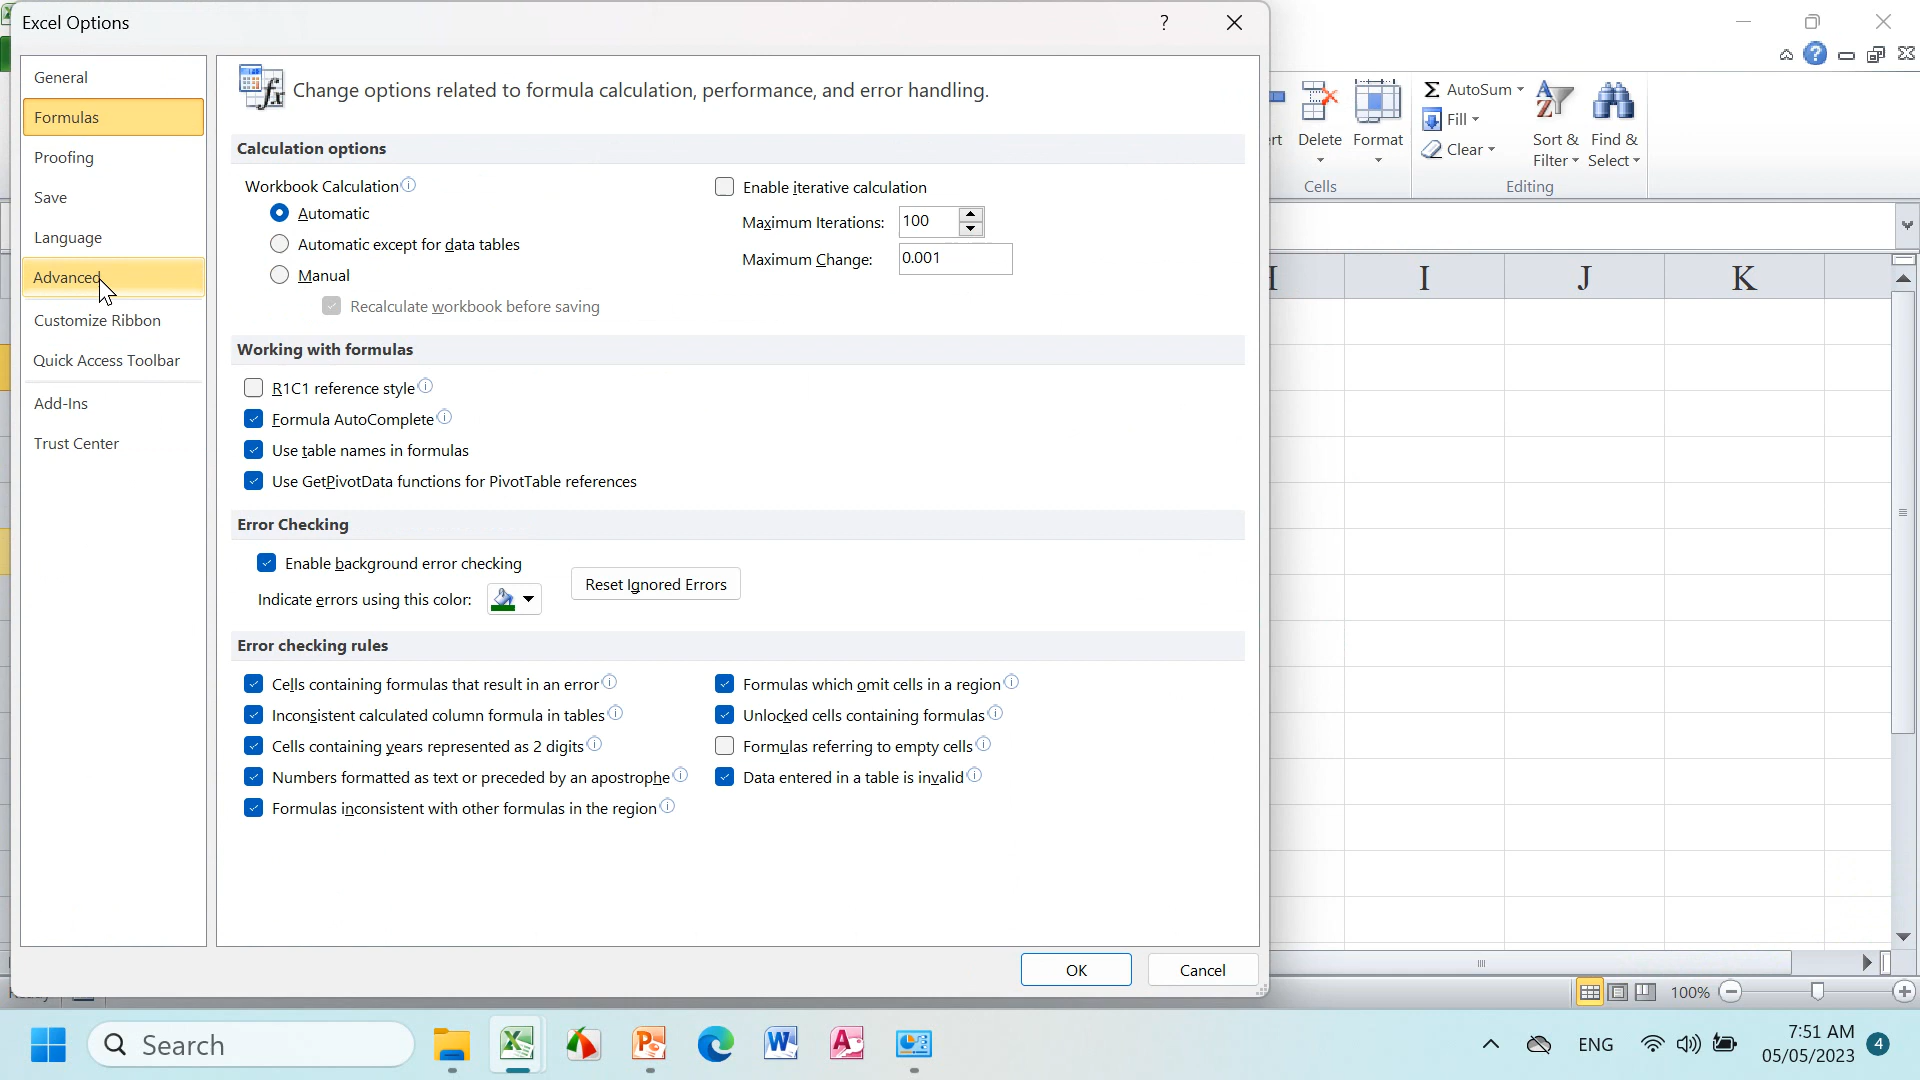 Excel Options
?
General
Formulas
Proofing
Save
Language
Advanced
Customize Ribbon
Quick Access Toolbar
Add-Ins
Trust Center
Change options related to formula calculation, performance, and error handling.
Calculation options
Workbook Calculation
Automatic
Automatic except for data tables
Manual
Recalculate workbook before saving
Enable iterative calculation
Maximum Iterations: 100
Maximum Change: 0.001
Working with formulas
R1C1 reference style
Formula AutoComplete
Use table names in formulas
Use GetPivotData functions for PivotTable references
Error Checking
Enable background error checking
Indicate errors using this color:
Reset Ignored Errors
Error checking rules
Cells containing formulas that result in an error
Inconsistent calculated column formula in tables
Cells containing years represented as 2 digits
Numbers formatted as text or preceded by an apostrophe
Formulas inconsistent with other formulas in the region
Formulas which omit cells in a region
Unlocked cells containing formulas
Formulas referring to empty cells
Data entered in a table is invalid
OK
Cancel
Delete
Format
Cells
Σ AutoSum
Fill
Clear
Sort &
Filter
Find &
Select
Editing
I J K
100%
Search
ENG
7:51 AM
05/05/2023
4